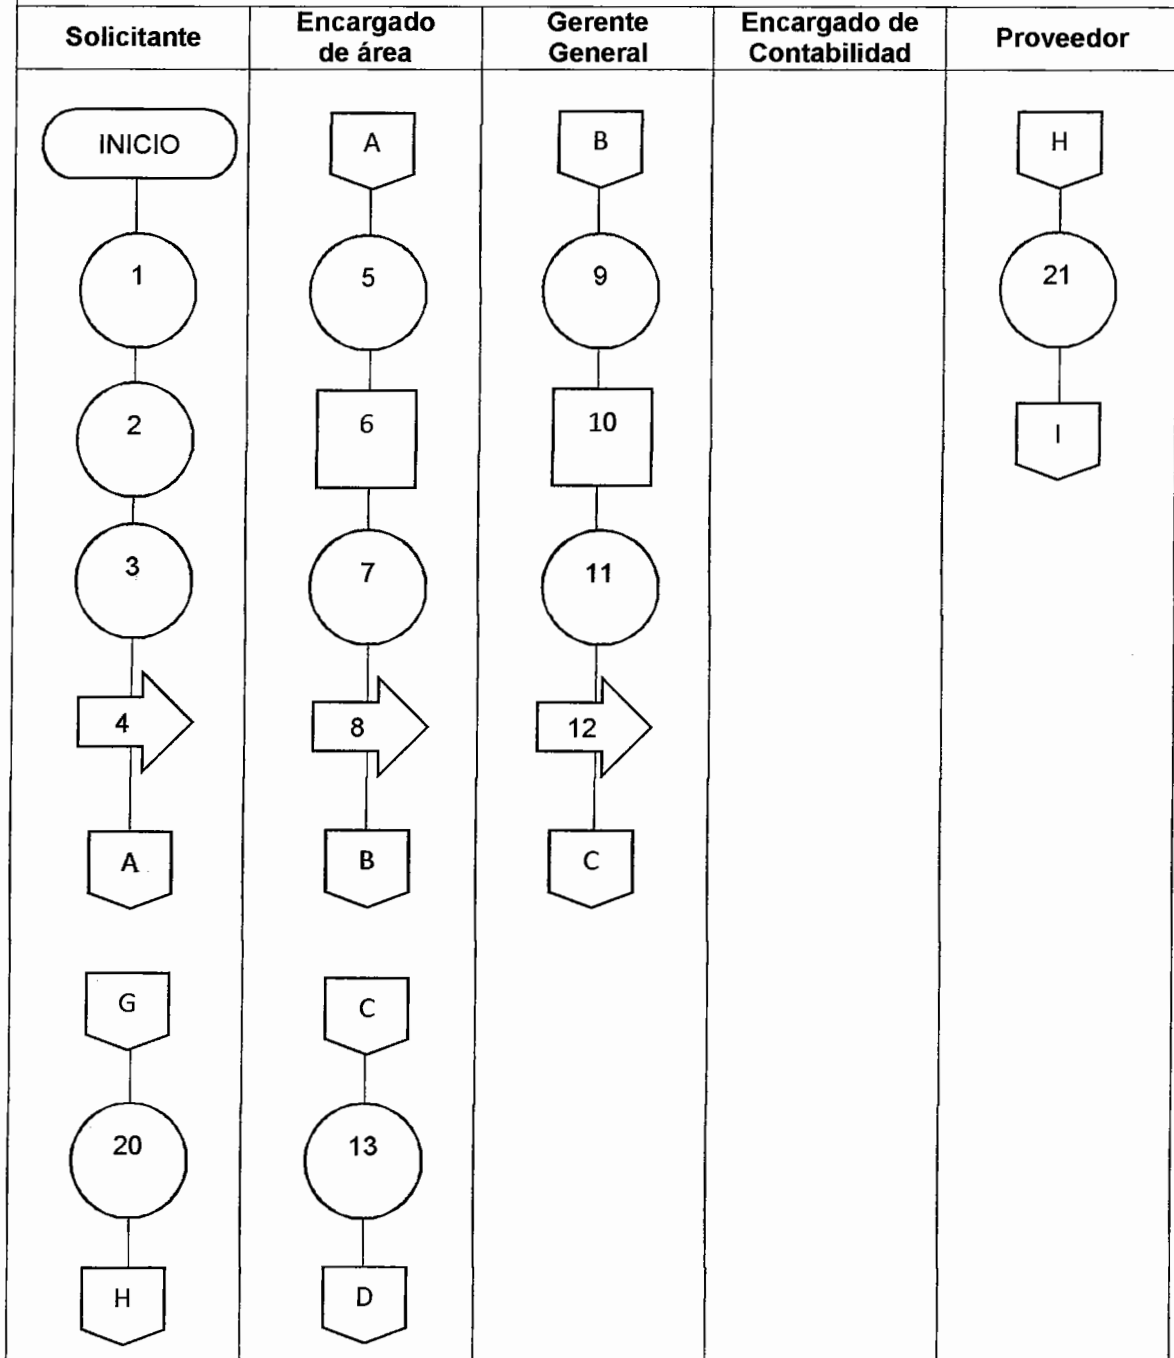 Solicitante
Encargado
de área
Gerente
General
Encargado de
Contabilidad
Proveedor
INICIO
1
2
3
4
A
G
20
H
A
5
6
7
8
B
C
13
D
B
9
10
11
12
C
H
21
I